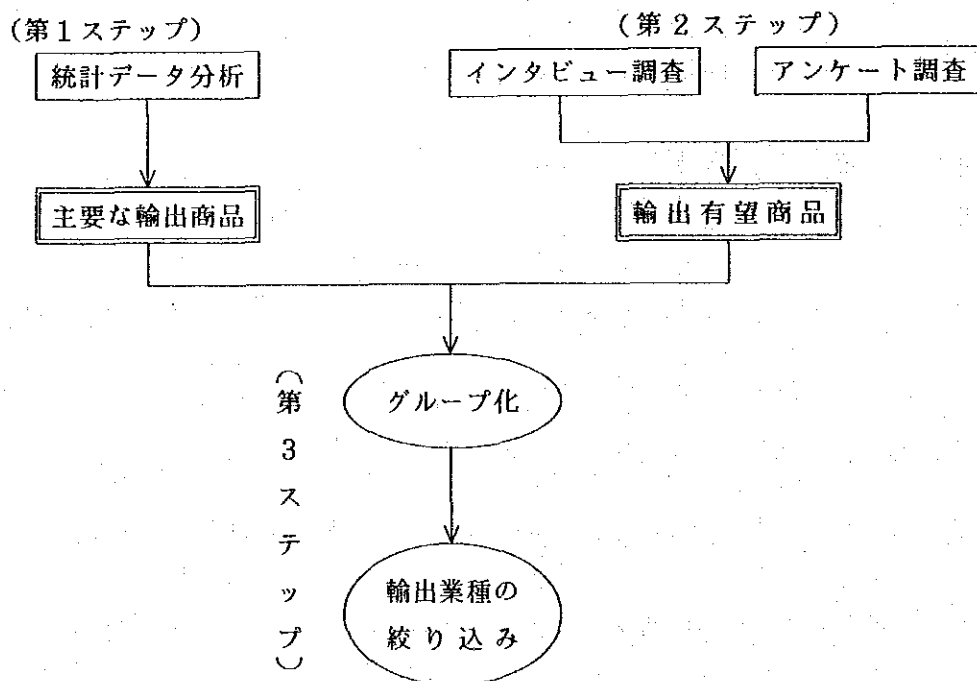 （第1ステップ）
統計データ分析
主要な輸出商品
（第2ステップ）
インタビュー調査
アンケート調査
輸出有望商品
（第3ステップ）
グループ化
輸出業種の
絞り込み